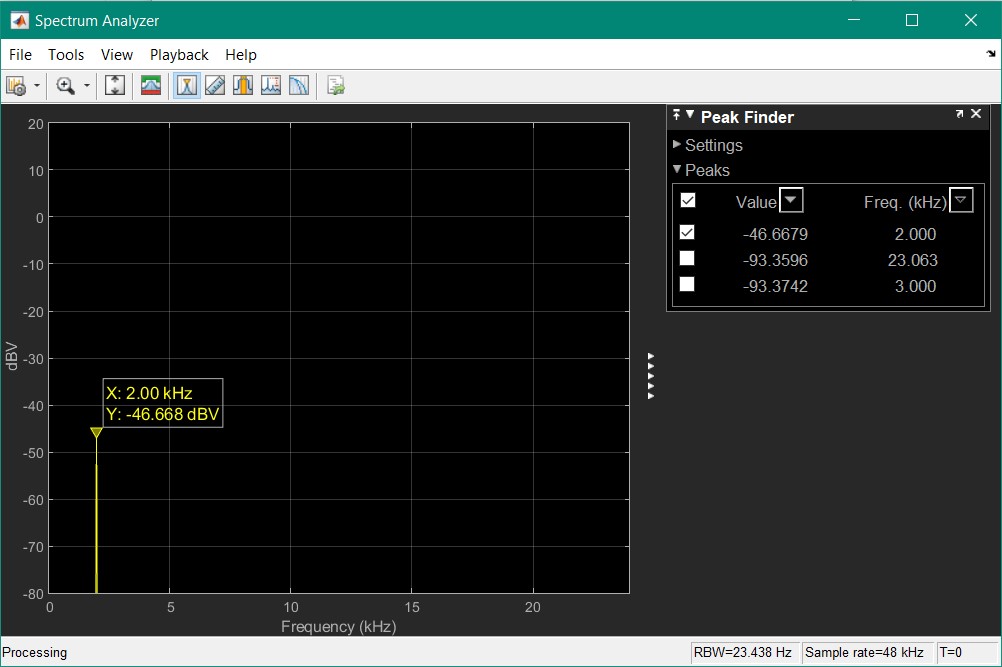 Spectrum Analyzer
File Tools View Playback Help
20
10
0
-10
-20
-30
-40
-50
-60
-70
-80
dBV
X: 2.00 kHz
Y: -46.668 dBV
0 5 10 15 20
Frequency (kHz)
Peak Finder
Settings
Peaks
Value Freq. (kHz)
-46.6679 2.000
-93.3596 23.063
-93.3742 3.000
Processing RBW=23.438 Hz Sample rate=48 kHz T=0